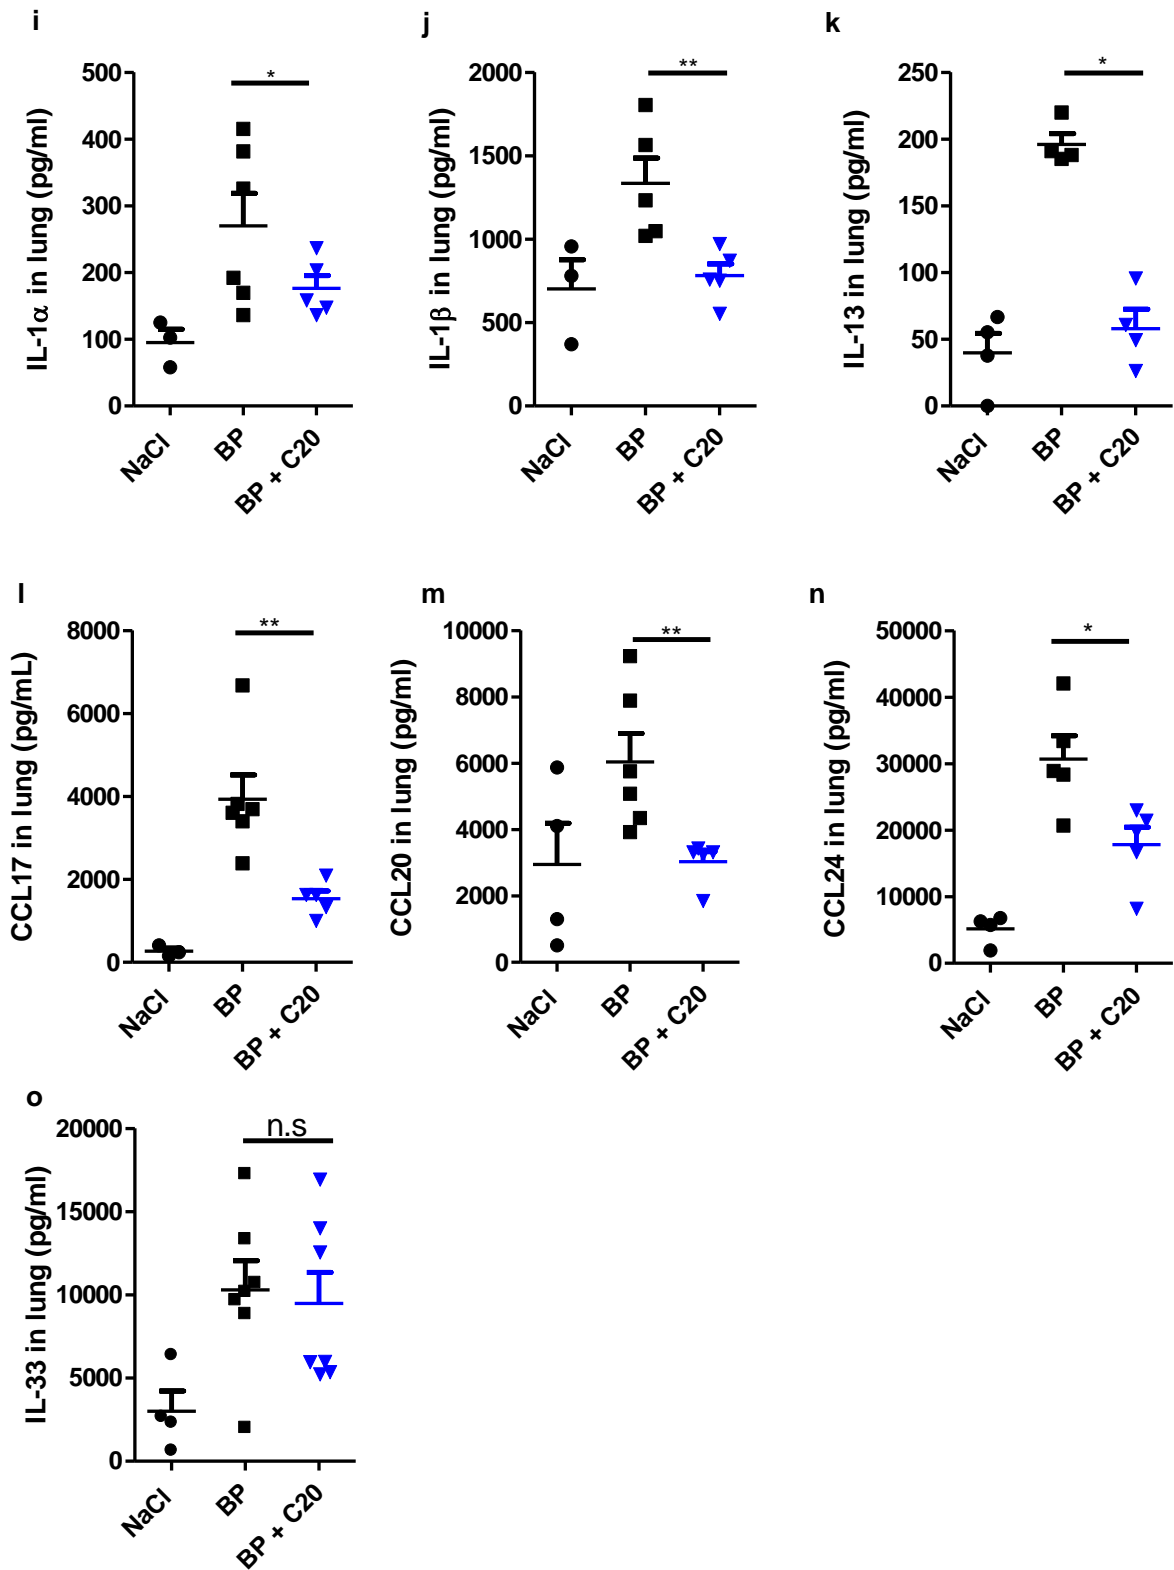 i
IL-1α in lung (pg/ml)
500
400
300
200
100
0
*
NaCl
BP
BP + C20
j
IL-1β in lung (pg/ml)
2000
1500
1000
500
0
**
NaCl
BP
BP + C20
k
IL-13 in lung (pg/ml)
250
200
150
100
50
0
*
NaCl
BP
BP + C20
l
CCL17 in lung (pg/mL)
8000
6000
4000
2000
0
**
NaCl
BP
BP + C20
m
CCL20 in lung (pg/ml)
10000
8000
6000
4000
2000
0
**
NaCl
BP
BP + C20
n
CCL24 in lung (pg/ml)
50000
40000
30000
20000
10000
0
*
NaCl
BP
BP + C20
o
IL-33 in lung (pg/ml)
20000
15000
10000
5000
0
n.s
NaCl
BP
BP + C20